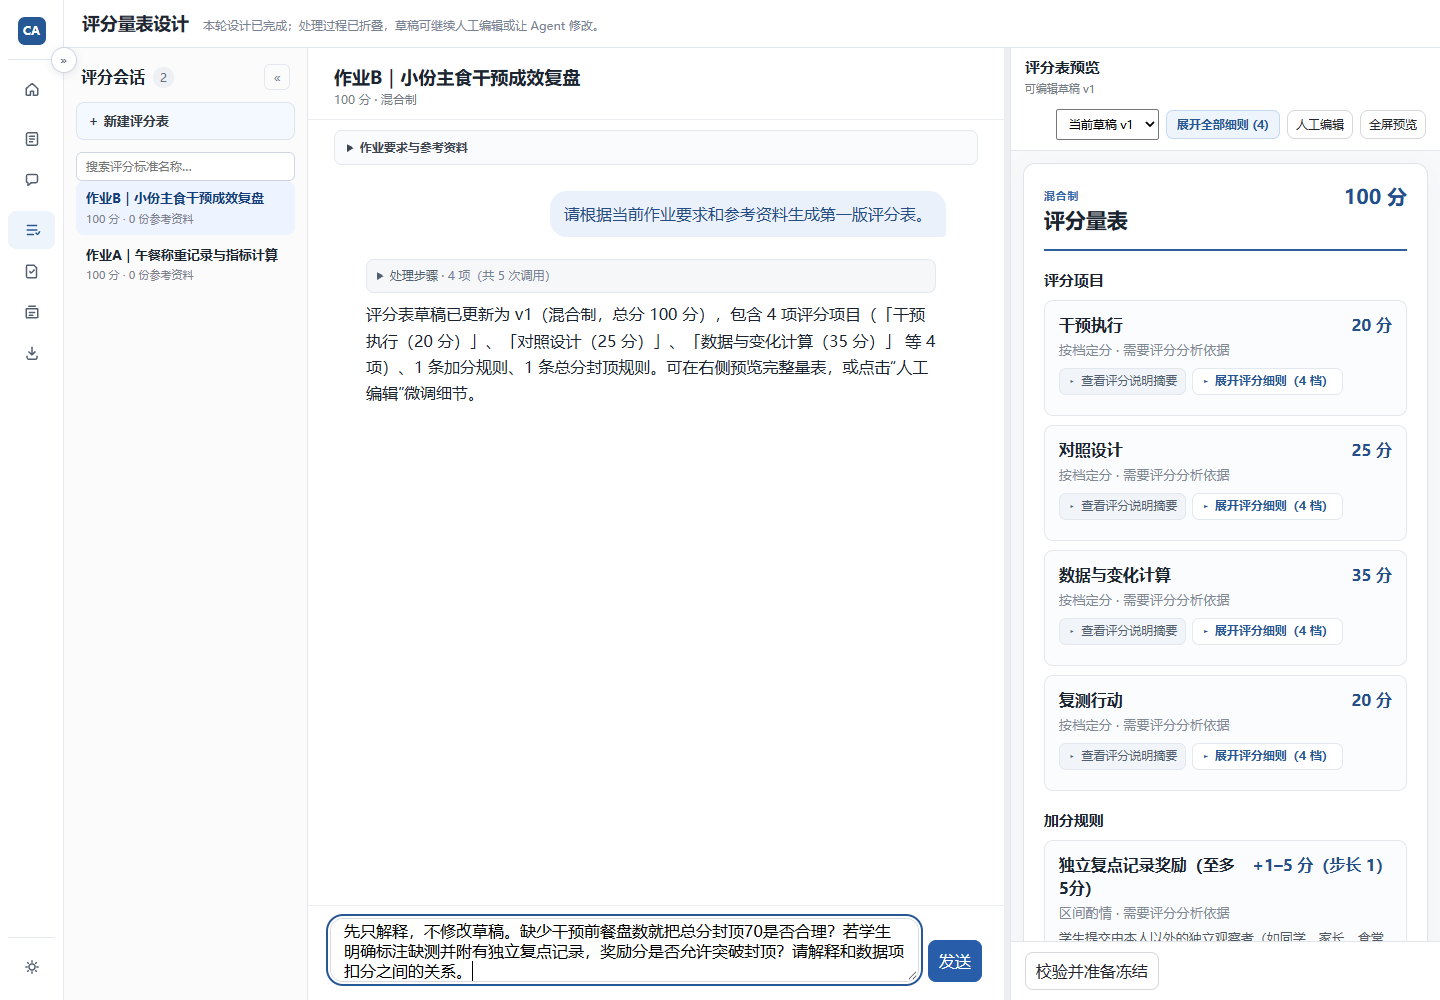 CA
评分量表设计
本轮设计已完成；处理过程已折叠，草稿可继续人工编辑或让 Agent 修改。
»
评分会话 2
«
+ 新建评分表
搜索评分标准名称...
作业B｜小份主食干预成效复盘
100 分 · 0 份参考资料
作业A｜午餐称重记录与指标计算
100 分 · 0 份参考资料
作业B｜小份主食干预成效复盘
100 分 · 混合制
作业要求与参考资料
请根据当前作业要求和参考资料生成第一版评分表。
处理步骤 · 4 项（共 5 次调用）
评分表草稿已更新为 v1（混合制，总分 100 分），包含 4 项评分项目（「干预
执行（20 分）」、「对照设计（25 分）」、「数据与变化计算（35 分）」 等 4
项）、1 条加分规则、1 条总分封顶规则。可在右侧预览完整量表，或点击“人工
编辑”微调细节。
先只解释，不修改草稿。缺少干预前餐盘数就把总分封顶70是否合理？若学生
明确标注缺测并附有独立复点记录，奖励分是否允许突破封顶？请解释和数据项
扣分之间的关系。
发送
评分表预览
可编辑草稿 v1
当前草稿 v1
展开全部细则 (4)
人工编辑
全屏预览
混合制
100 分
评分量表
评分项目
干预执行 20 分
按档定分 · 需要评分分析依据
查看评分说明摘要
展开评分细则（4 档）
对照设计 25 分
按档定分 · 需要评分分析依据
查看评分说明摘要
展开评分细则（4 档）
数据与变化计算 35 分
按档定分 · 需要评分分析依据
查看评分说明摘要
展开评分细则（4 档）
复测行动 20 分
按档定分 · 需要评分分析依据
查看评分说明摘要
展开评分细则（4 档）
加分规则
独立复点记录奖励（至多 +1–5 分（步长 1）
5分）
区间酌情 · 需要评分分析依据
学生提交由本人以外的独立观察者（如同学、家长、食堂
校验并准备冻结